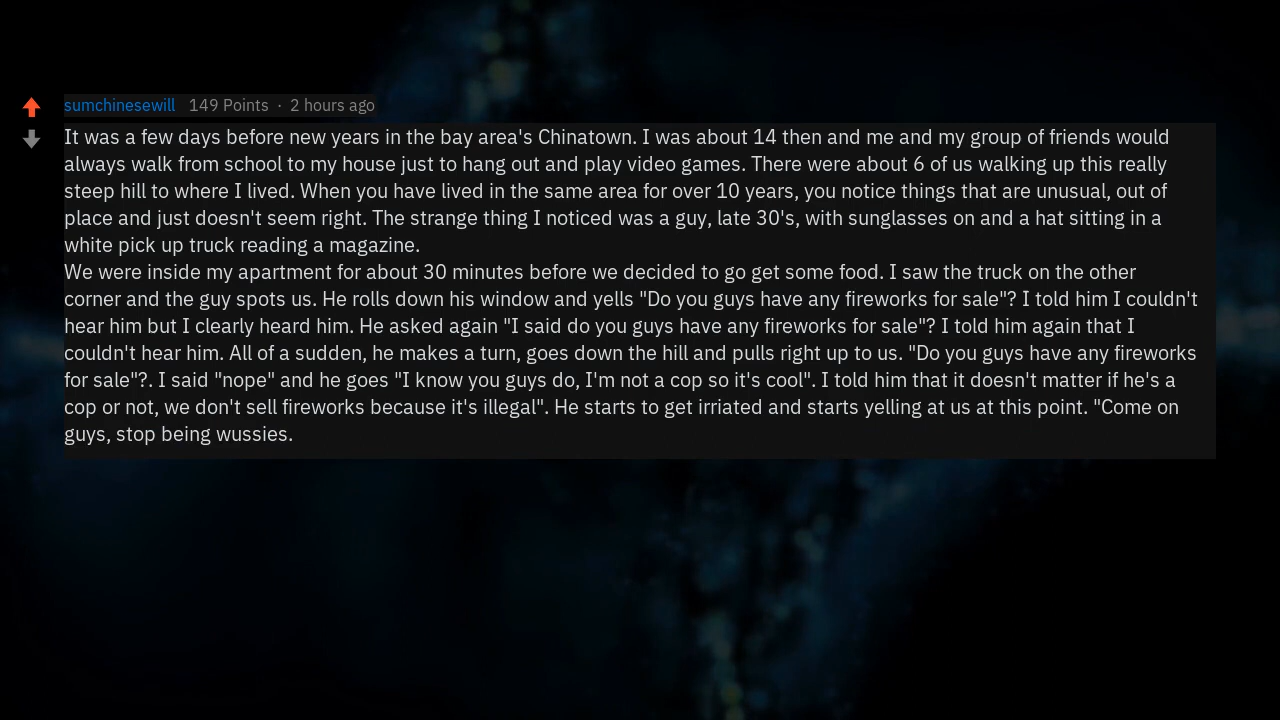 sumchinesewill 149 Points · 2 hours ago
It was a few days before new years in the bay area's Chinatown. I was about 14 then and me and my group of friends would
always walk from school to my house just to hang out and play video games. There were about 6 of us walking up this really
steep hill to where I lived. When you have lived in the same area for over 10 years, you notice things that are unusual, out of
place and just doesn't seem right. The strange thing I noticed was a guy, late 30's, with sunglasses on and a hat sitting in a
white pick up truck reading a magazine.
We were inside my apartment for about 30 minutes before we decided to go get some food. I saw the truck on the other
corner and the guy spots us. He rolls down his window and yells "Do you guys have any fireworks for sale"? I told him I couldn't
hear him but I clearly heard him. He asked again "I said do you guys have any fireworks for sale"? I told him again that I
couldn't hear him. All of a sudden, he makes a turn, goes down the hill and pulls right up to us. "Do you guys have any fireworks
for sale"?. I said "nope" and he goes "I know you guys do, I'm not a cop so it's cool". I told him that it doesn't matter if he's a
cop or not, we don't sell fireworks because it's illegal". He starts to get irriated and starts yelling at us at this point. "Come on
guys, stop being wussies.